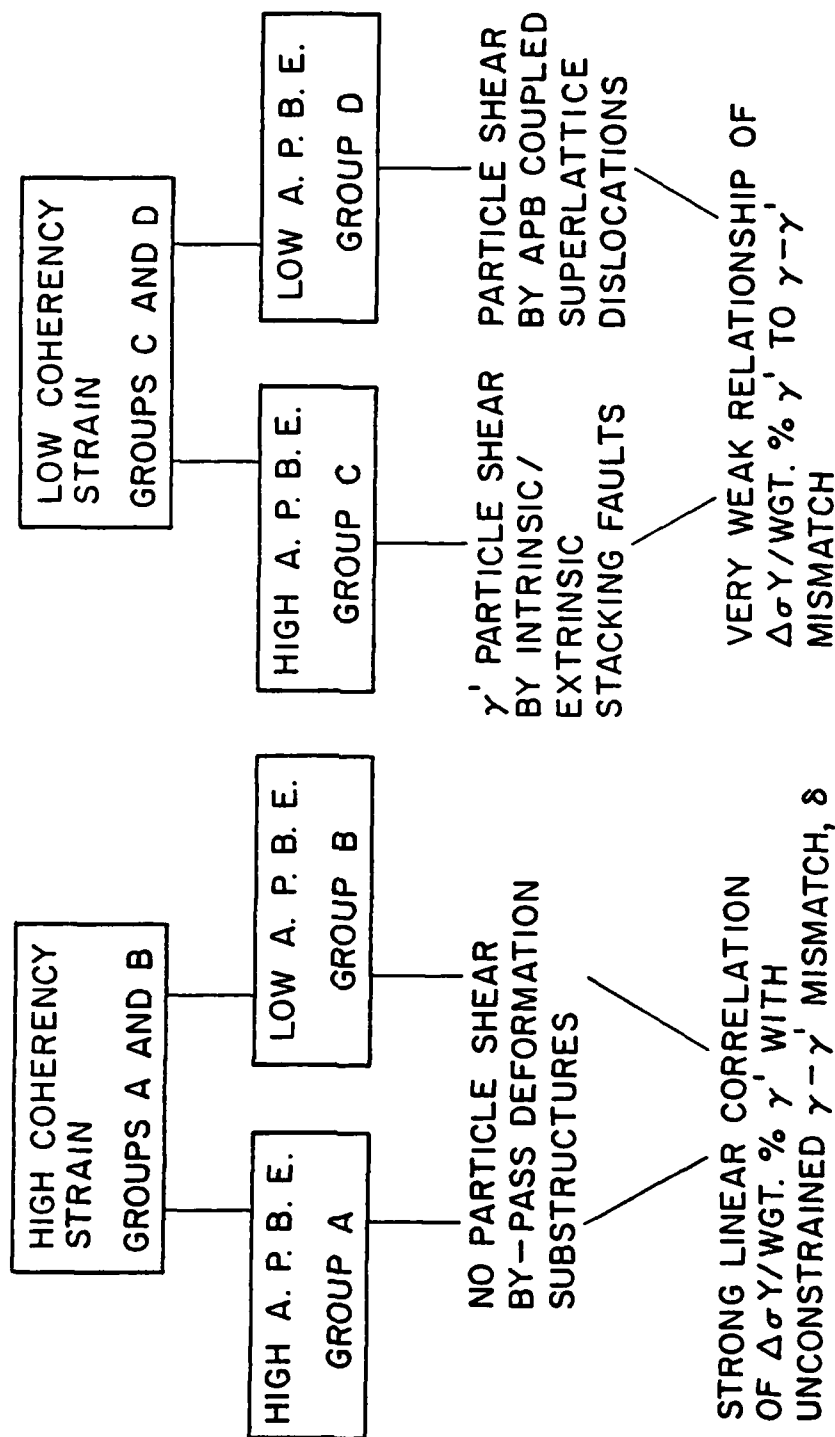 HIGH COHERENCY
STRAIN
GROUPS A AND B
HIGH A. P. B. E.
GROUP A
LOW A. P. B. E.
GROUP B
NO PARTICLE SHEAR
BY-PASS DEFORMATION
SUBSTRUCTURES
STRONG LINEAR CORRELATION
OF ΔσY/WGT. % γ' WITH
UNCONSTRAINED γ-γ' MISMATCH, δ
LOW COHERENCY
STRAIN
GROUPS C AND D
HIGH A. P. B. E.
GROUP C
LOW A. P. B. E.
GROUP D
γ' PARTICLE SHEAR
BY INTRINSIC/
EXTRINSIC
STACKING FAULTS
PARTICLE SHEAR
BY APB COUPLED
SUPERLATTICE
DISLOCATIONS
VERY WEAK RELATIONSHIP OF
ΔσY/WGT. % γ' TO γ-γ'
MISMATCH